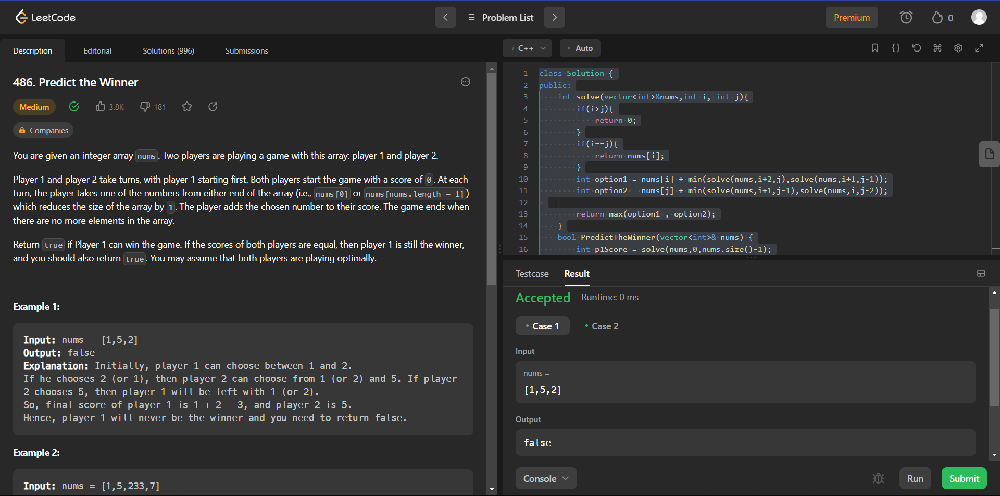 LeetCode
Problem List
Premium
0
Description Editorial Solutions (996) Submissions
486. Predict the Winner
Medium 3.8K 181
Companies
You are given an integer array nums. Two players are playing a game with this array: player 1 and player 2.
Player 1 and player 2 take turns, with player 1 starting first. Both players start the game with a score of 0. At each
turn, the player takes one of the numbers from either end of the array (i.e., nums[0] or nums[nums.length - 1])
which reduces the size of the array by 1. The player adds the chosen number to their score. The game ends when
there are no more elements in the array.
Return true if Player 1 can win the game. If the scores of both players are equal, then player 1 is still the winner,
and you should also return true. You may assume that both players are playing optimally.
Example 1:
Input: nums = [1,5,2]
Output: false
Explanation: Initially, player 1 can choose between 1 and 2.
If he chooses 2 (or 1), then player 2 can choose from 1 (or 2) and 5. If player
2 chooses 5, then player 1 will be left with 1 (or 2).
So, final score of player 1 is 1 + 2 = 3, and player 2 is 5.
Hence, player 1 will never be the winner and you need to return false.
Example 2:
Input: nums = [1,5,233,7]
i C++ Auto
1 class Solution {
2 public:
3 int solve(vector<int>&nums,int i, int j){
4 if(i>j){
5 return 0;
6 }
7 if(i==j){
8 return nums[i];
9 }
10 int option1 = nums[i] + min(solve(nums,i+2,j),solve(nums,i+1,j-1));
11 int option2 = nums[j] + min(solve(nums,i+1,j-1),solve(nums,i,j-2));
12
13 return max(option1 , option2);
14 }
15 bool PredictTheWinner(vector<int>& nums) {
16 int p1Score = solve(nums,0,nums.size()-1);
Testcase Result
Accepted Runtime: 0 ms
Case 1 Case 2
Input
nums =
[1,5,2]
Output
false
Console Run Submit